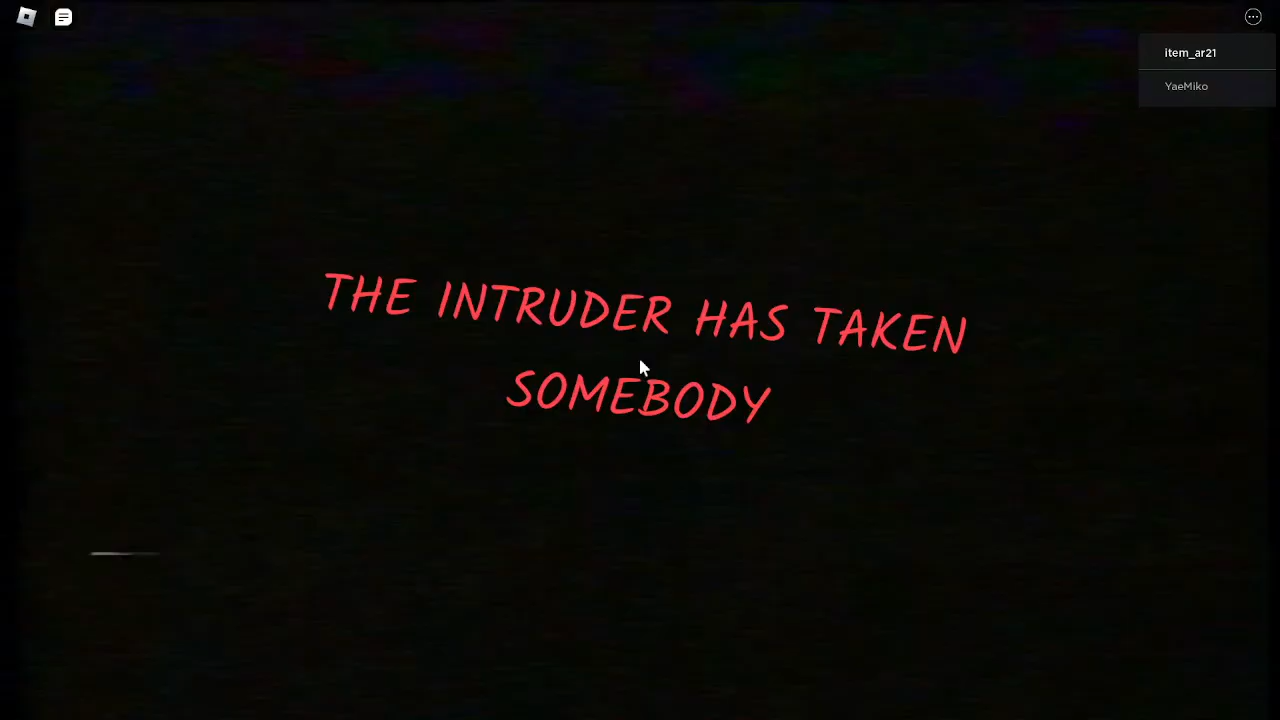 item_ar21
YaeMiko
THE INTRUDER HAS TAKEN
SOMEBODY